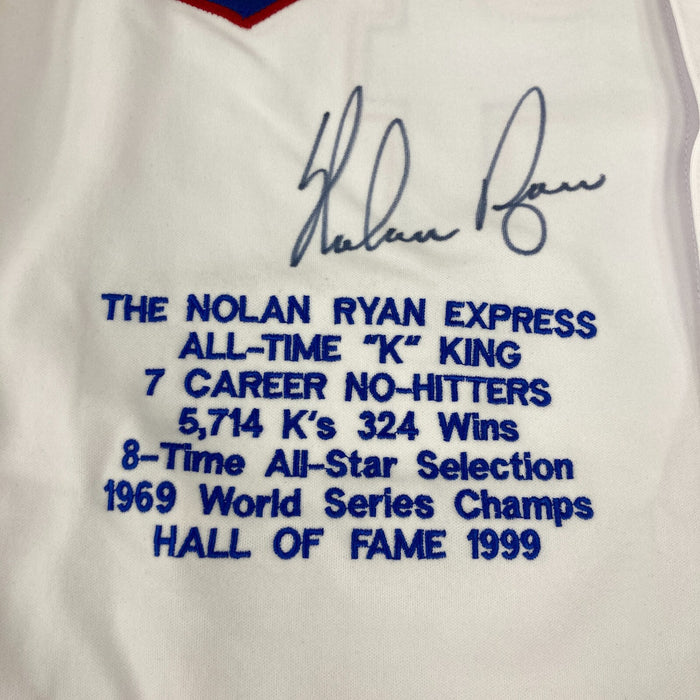 Nolan Ryan
THE NOLAN RYAN EXPRESS
ALL-TIME "K" KING
7 CAREER NO-HITTERS
5,714 K's 324 Wins
8-Time All-Star Selection
1969 World Series Champs
HALL OF FAME 1999